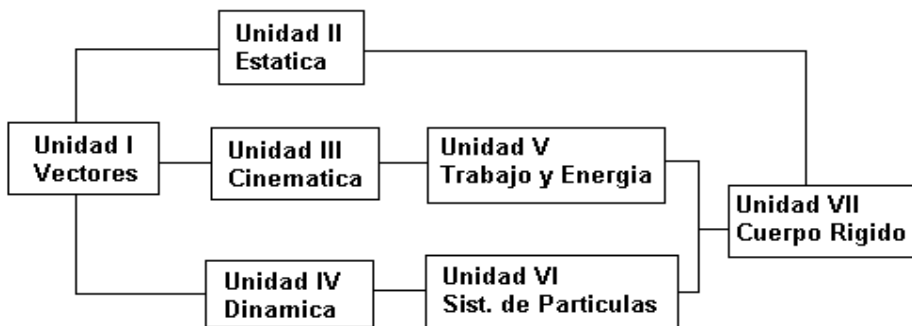 Unidad II
Estatica
Unidad I
Vectores
Unidad III
Cinematica
Unidad V
Trabajo y Energia
Unidad VII
Cuerpo Rigido
Unidad IV
Dinamica
Unidad VI
Sist. de Particulas